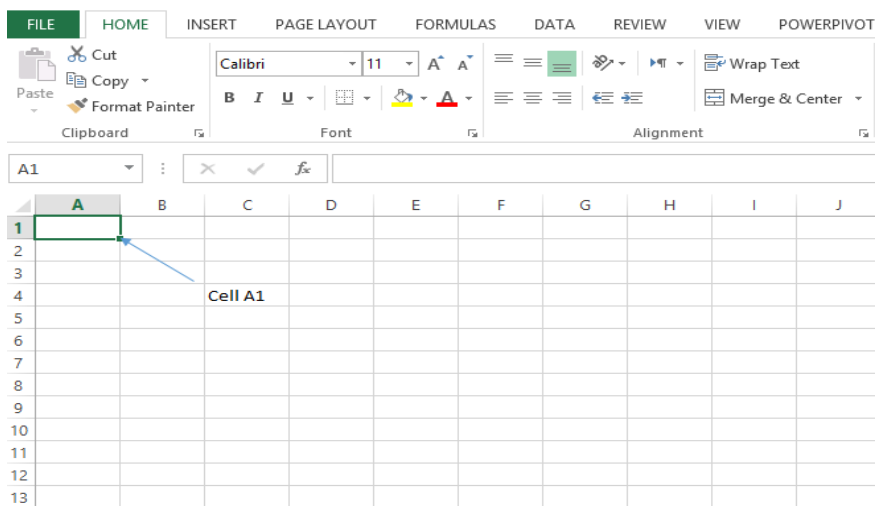 FILE HOME INSERT PAGE LAYOUT FORMULAS DATA REVIEW VIEW POWERPIVOT
Cut
Copy
Paste
Format Painter
Clipboard
Calibri 11 A A
B I U A
Font
Wrap Text
Merge & Center
Alignment
A1 fx
A B C D E F G H I J
1
2
3
4 Cell A1
5
6
7
8
9
10
11
12
13